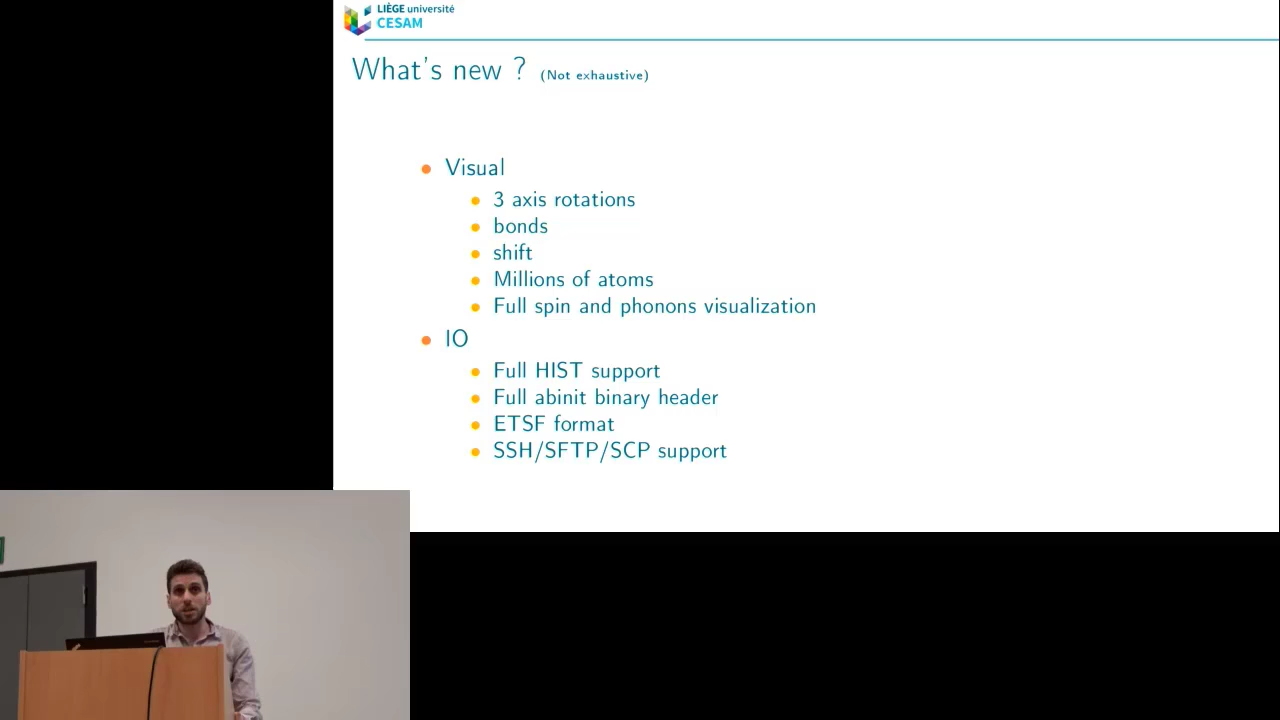 LIÈGE université
CESAM
What's new ? (Not exhaustive)
Visual
3 axis rotations
bonds
shift
Millions of atoms
Full spin and phonons visualization
IO
Full HIST support
Full abinit binary header
ETSF format
SSH/SFTP/SCP support